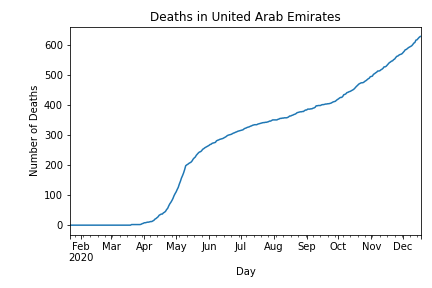 Deaths in United Arab Emirates
Number of Deaths
600
500
400
300
200
100
0
Feb Mar Apr May Jun Jul Aug Sep Oct Nov Dec
2020
Day